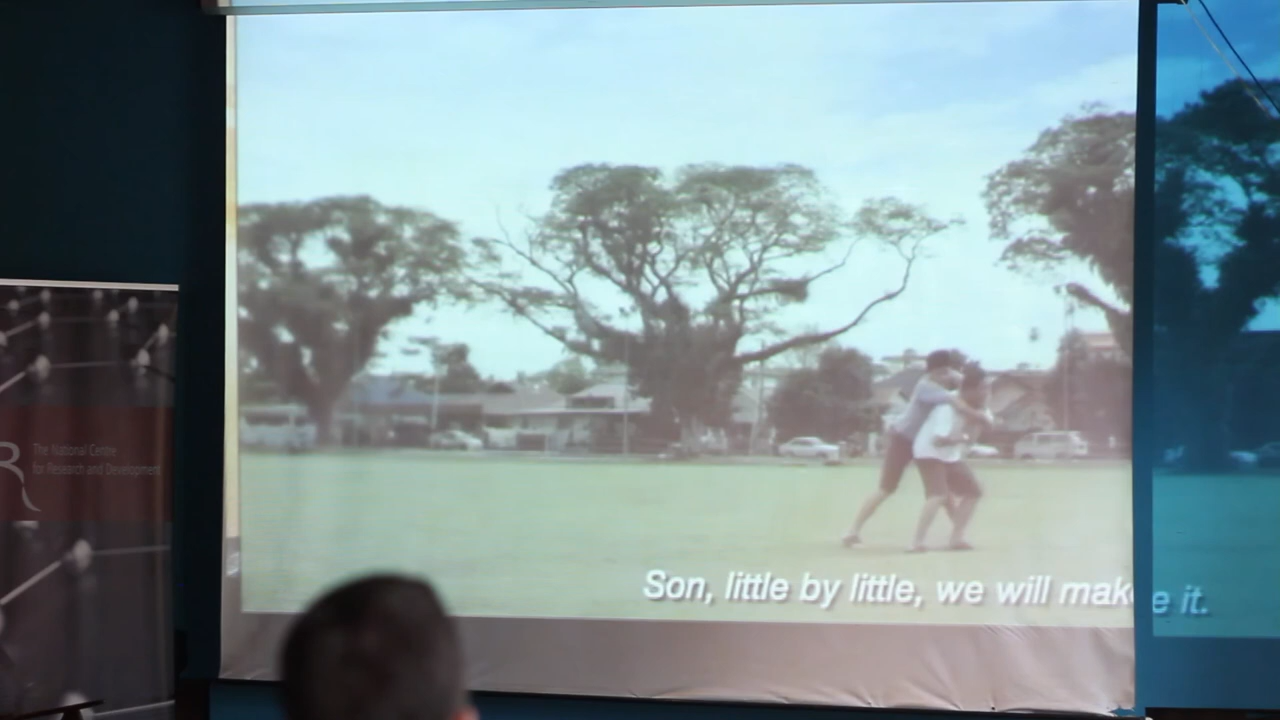 The National Centre
for Research and Development
Son, little by little, we will make it.